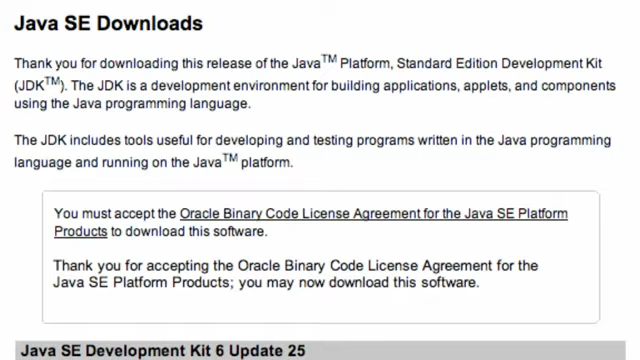 Java SE Downloads
Thank you for downloading this release of the Java™ Platform, Standard Edition Development Kit
(JDK™). The JDK is a development environment for building applications, applets, and components
using the Java programming language.
The JDK includes tools useful for developing and testing programs written in the Java programming
language and running on the Java™ platform.
You must accept the Oracle Binary Code License Agreement for the Java SE Platform
Products to download this software.
Thank you for accepting the Oracle Binary Code License Agreement for the
Java SE Platform Products; you may now download this software.
Java SE Development Kit 6 Update 25